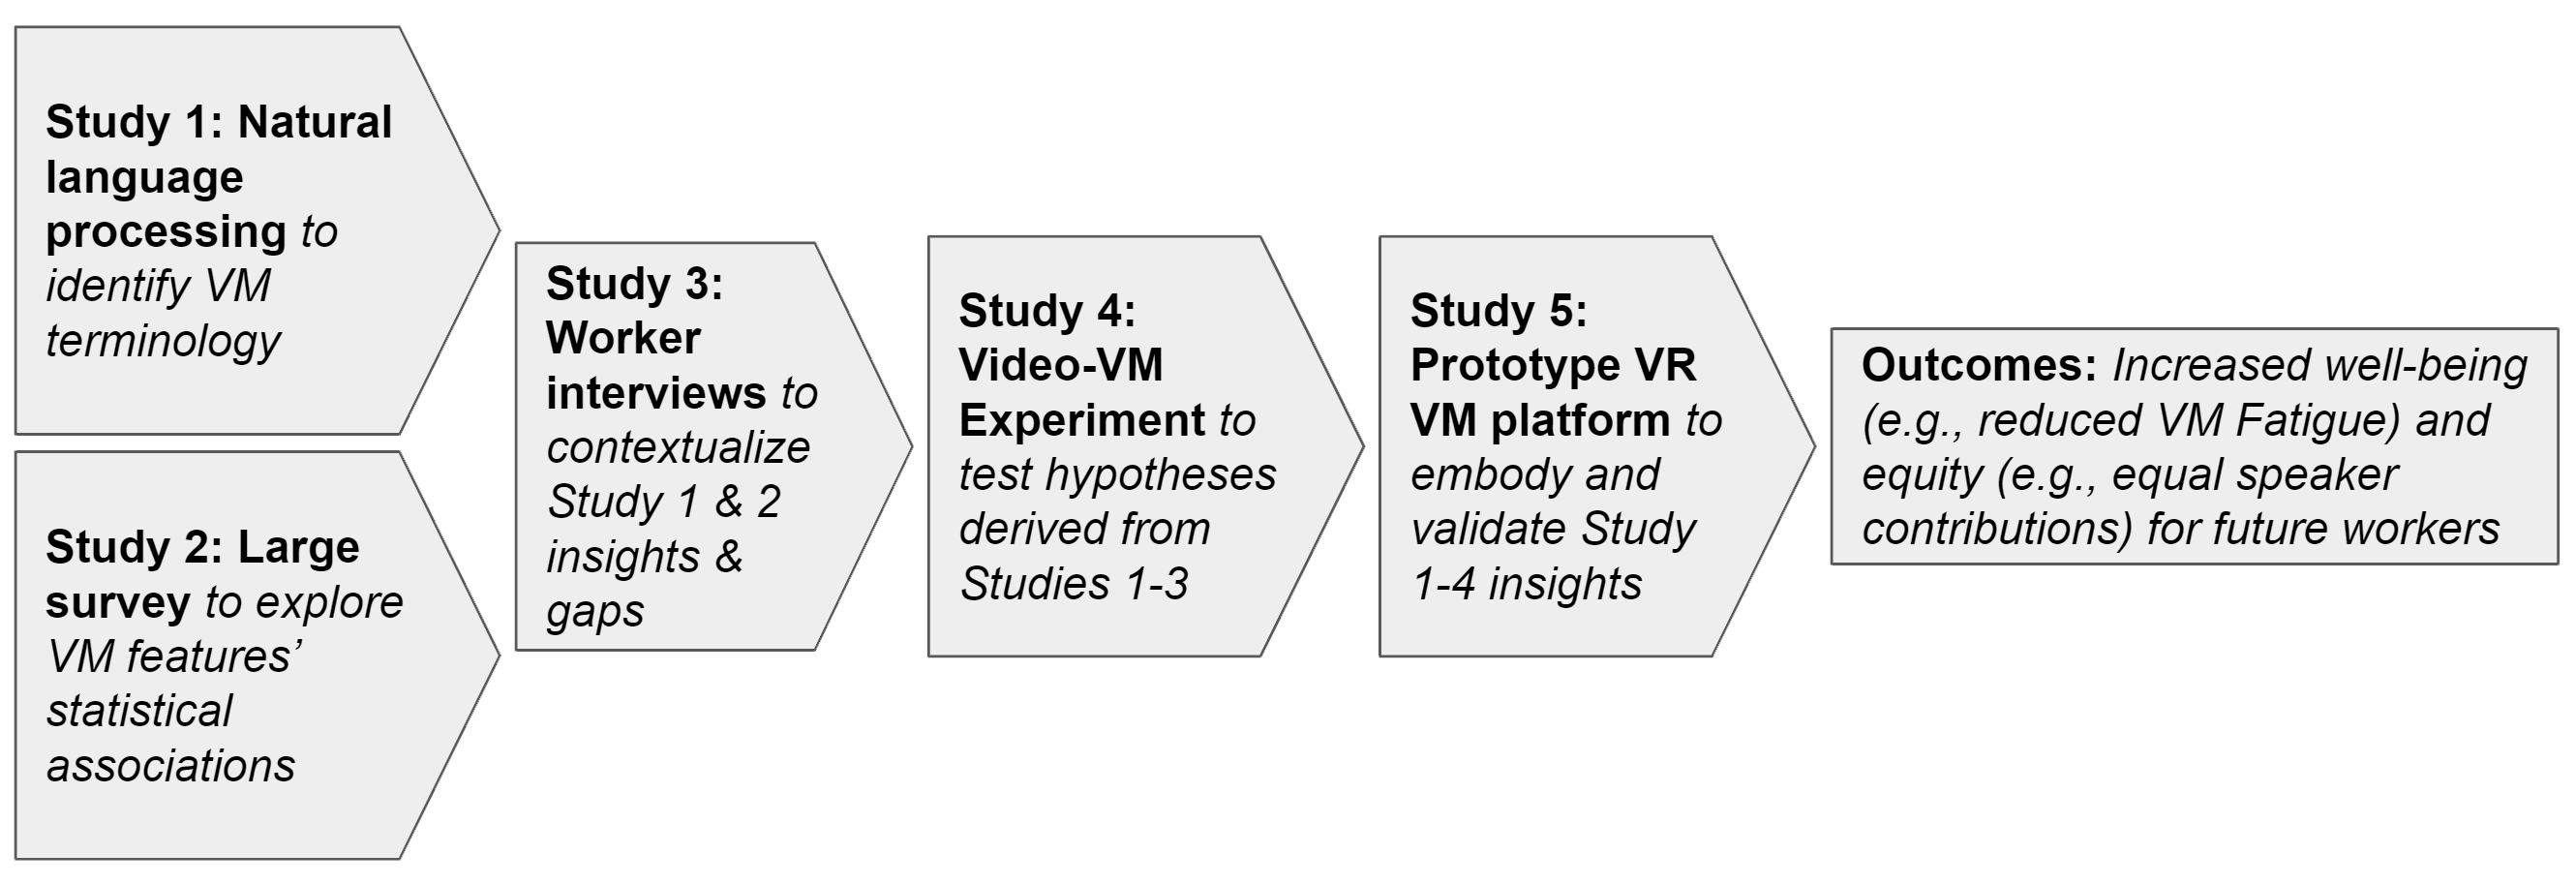 Study 1: Natural
language
processing to
identify VM
terminology
Study 2: Large
survey to explore
VM features’
statistical
associations
Study 3:
Worker
interviews to
contextualize
Study 1 & 2
insights &
gaps
Study 4:
Video-VM
Experiment to
test hypotheses
derived from
Studies 1-3
Study 5:
Prototype VR
VM platform to
embody and
validate Study
1-4 insights
Outcomes: Increased well-being
(e.g., reduced VM Fatigue) and
equity (e.g., equal speaker
contributions) for future workers